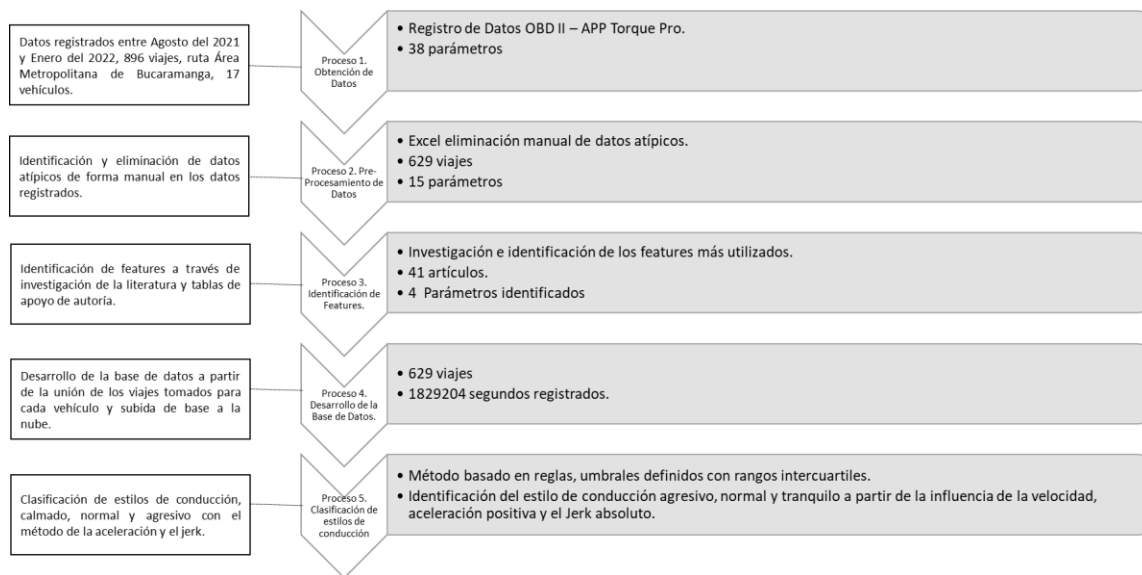 Datos registrados entre Agosto del 2021
y Enero del 2022, 896 viajes, ruta Área
Metropolitana de Bucaramanga, 17
vehículos.
Proceso 1.
Obtención de
Datos
• Registro de Datos OBD II – APP Torque Pro.
• 38 parámetros
Identificación y eliminación de datos
atípicos de forma manual en los datos
registrados.
Proceso 2. Pre-
Procesamiento de
Datos
• Excel eliminación manual de datos atípicos.
• 629 viajes
• 15 parámetros
Identificación de features a través de
investigación de la literatura y tablas de
apoyo de autoría.
Proceso 3.
Identificación de
Features.
• Investigación e identificación de los features más utilizados.
• 41 artículos.
• 4 Parámetros identificados
Desarrollo de la base de datos a partir
de la unión de los viajes tomados para
cada vehículo y subida de base a la
nube.
Proceso 4.
Desarrollo de la
Base de Datos.
• 629 viajes
• 1829204 segundos registrados.
Clasificación de estilos de conducción,
calmado, normal y agresivo con el
método de la aceleración y el jerk.
Proceso 5.
Clasificación de
estilos de
conducción
• Método basado en reglas, umbrales definidos con rangos intercuartiles.
• Identificación del estilo de conducción agresivo, normal y tranquilo a partir de la influencia de la velocidad,
aceleración positiva y el Jerk absoluto.